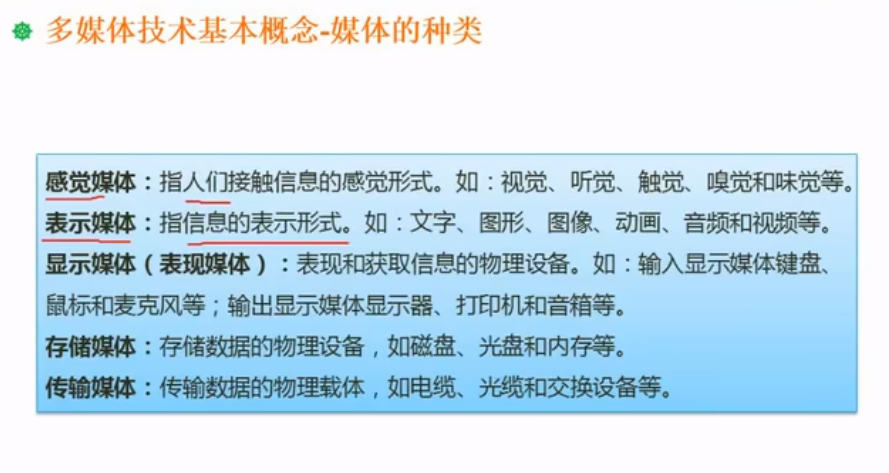 多媒体技术基本概念-媒体的种类
感觉媒体：指人们接触信息的感觉形式。如：视觉、听觉、触觉、嗅觉和味觉等。
表示媒体：指信息的表示形式。如：文字、图形、图像、动画、音频和视频等。
显示媒体（表现媒体）：表现和获取信息的物理设备。如：输入显示媒体键盘、
鼠标和麦克风等；输出显示媒体显示器、打印机和音箱等。
存储媒体：存储数据的物理设备，如磁盘、光盘和内存等。
传输媒体：传输数据的物理载体，如电缆、光缆和交换设备等。